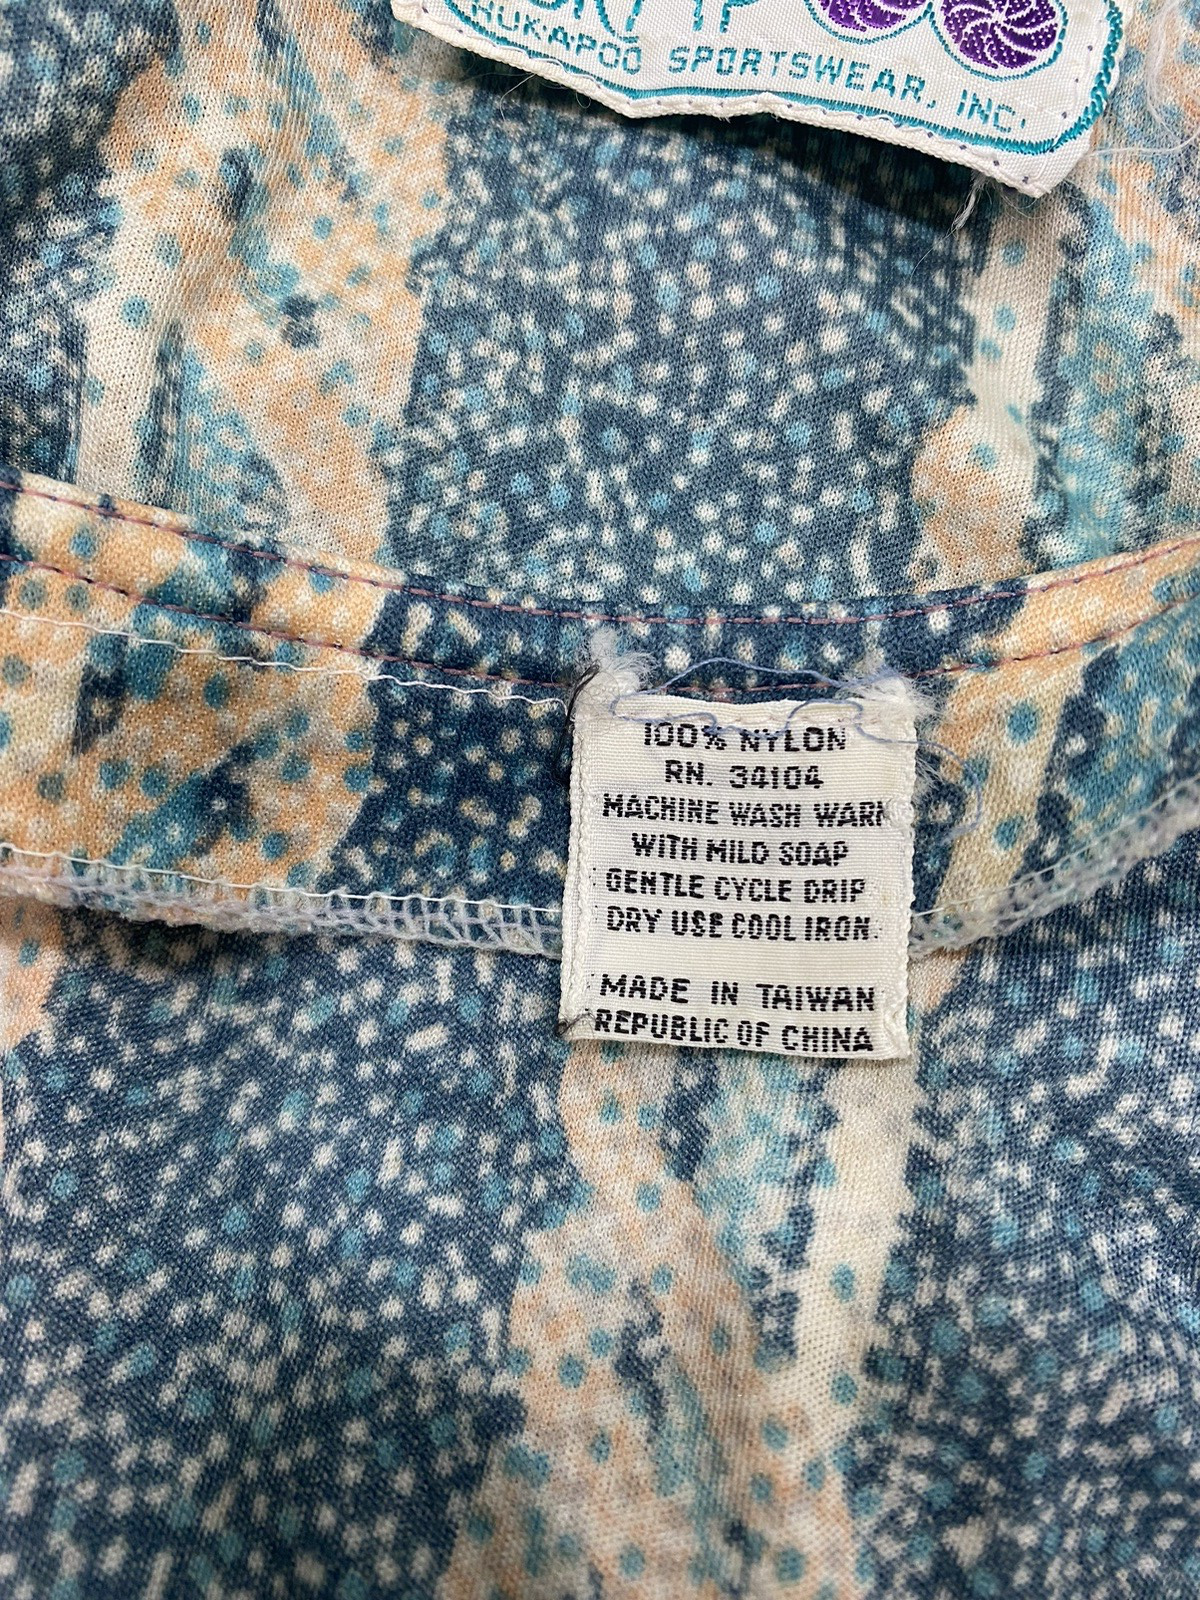 HUKAPOO SPORTSWEAR, INC.
100% NYLON
RN. 34104
MACHINE WASH WARM
WITH MILD SOAP
GENTLE CYCLE DRIP
DRY USE COOL IRON.
MADE IN TAIWAN
REPUBLIC OF CHINA